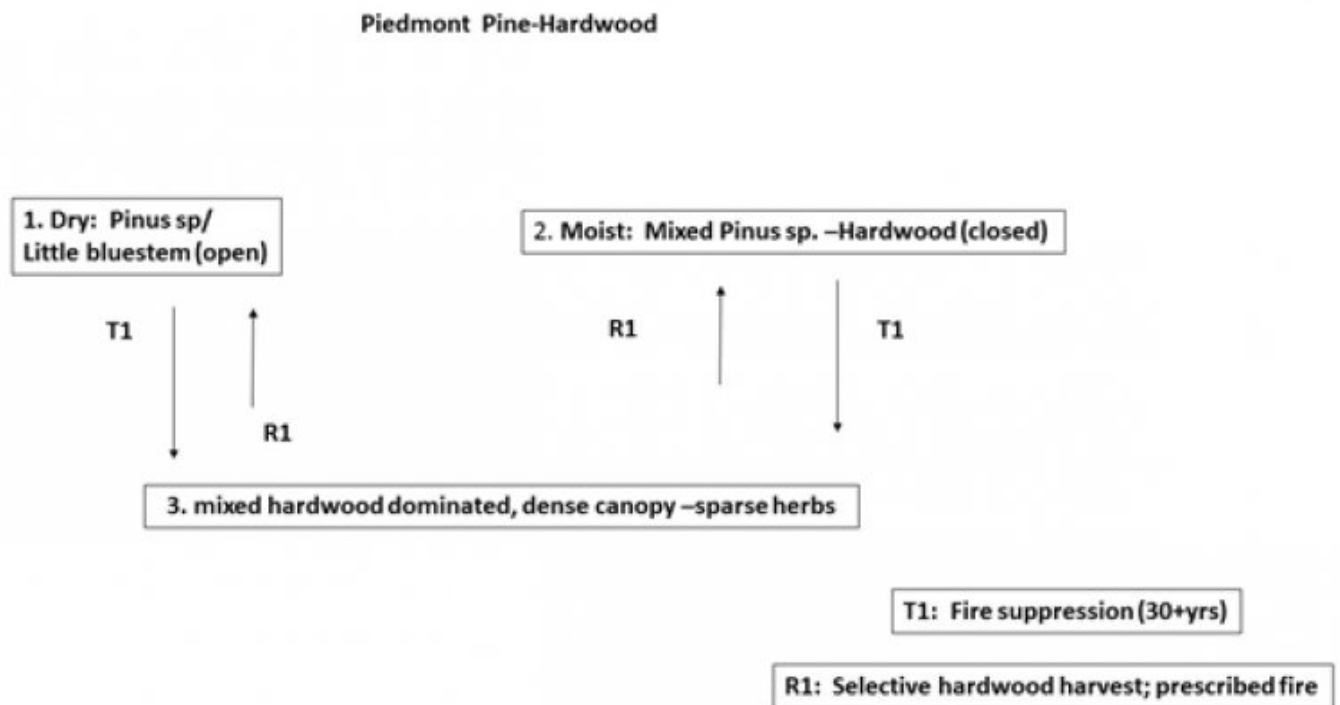 Piedmont Pine-Hardwood
1. Dry: Pinus sp/
Little bluestem (open)
2. Moist: Mixed Pinus sp. –Hardwood (closed)
T1
R1
R1
T1
3. mixed hardwood dominated, dense canopy –sparse herbs
T1: Fire suppression (30+yrs)
R1: Selective hardwood harvest; prescribed fire